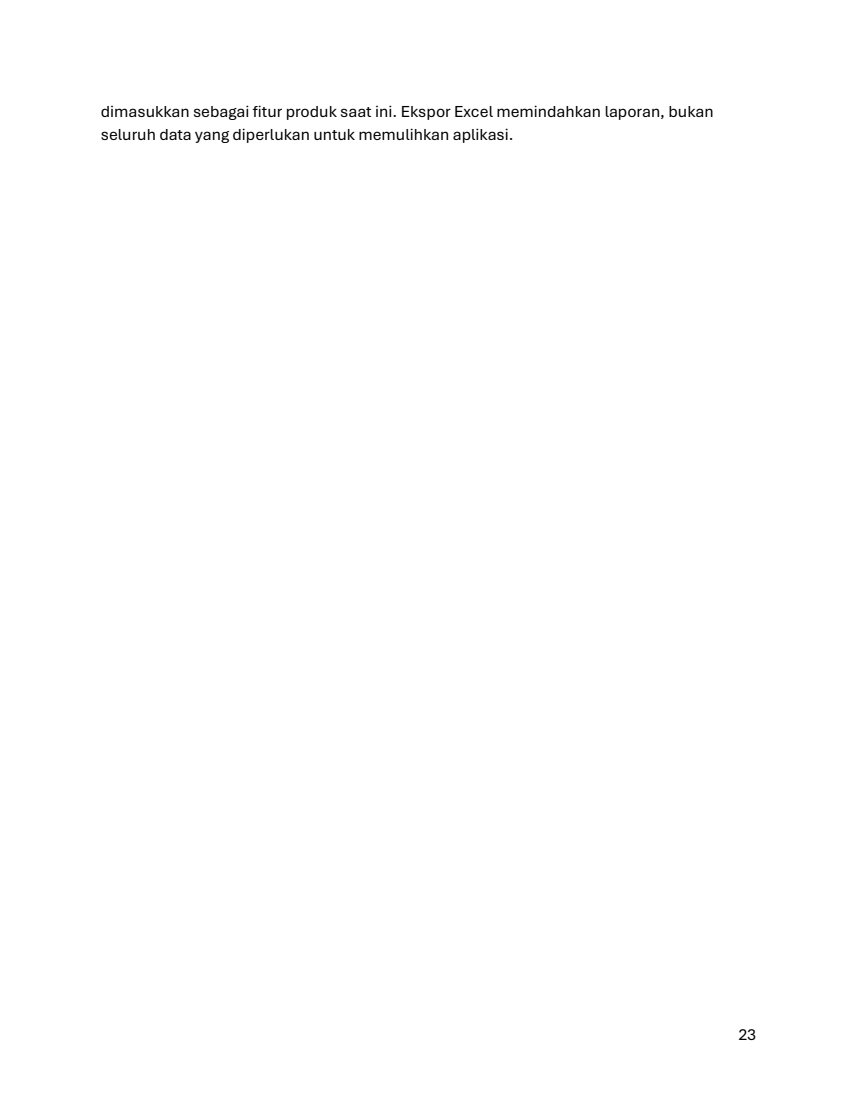 dimasukkan sebagai fitur produk saat ini. Ekspor Excel memindahkan laporan, bukan
seluruh data yang diperlukan untuk memulihkan aplikasi.
23